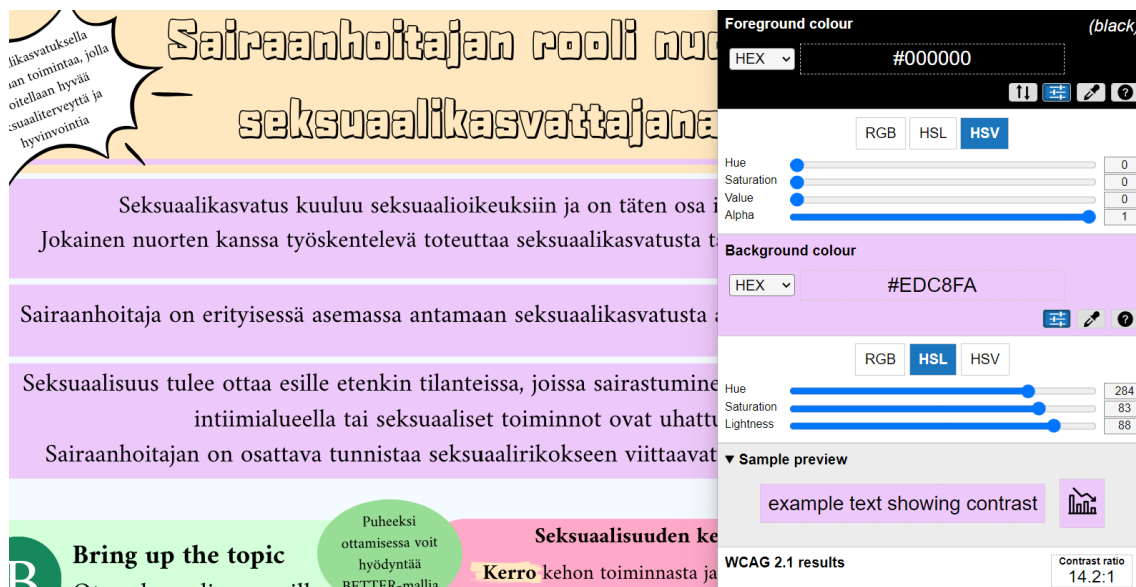 likasvatuksella
an toimintaa, jolla
oitellaan hyvää
ksuaaliterveyttä ja
hyvinvointia
Sairaanhoitajan rooli nu
seksuaalikasvattajana
Seksuaalikasvatus kuuluu seksuaalioikeuksiin ja on täten osa i
Jokainen nuorten kanssa työskentelevä toteuttaa seksuaalikasvatusta ta
Sairaanhoitaja on erityisessä asemassa antamaan seksuaalikasvatusta a
Seksuaalisuus tulee ottaa esille etenkin tilanteissa, joissa sairastumine
intiimialueella tai seksuaaliset toiminnot ovat uhattu
Sairaanhoitajan on osattava tunnistaa seksuaalirikokseen viittaavat
B
Bring up the topic
Puheeksi
ottamisessa voit
hyödyntää
BETTER-mallia
Seksuaalisuuden ke
Kerro kehon toiminnasta ja
Foreground colour
(black)
HEX
#000000
RGB
HSL
HSV
Hue
0
Saturation
0
Value
0
Alpha
1
Background colour
HEX
#EDC8FA
RGB
HSL
HSV
Hue
284
Saturation
83
Lightness
88
▼ Sample preview
example text showing contrast
WCAG 2.1 results
Contrast ratio
14.2:1